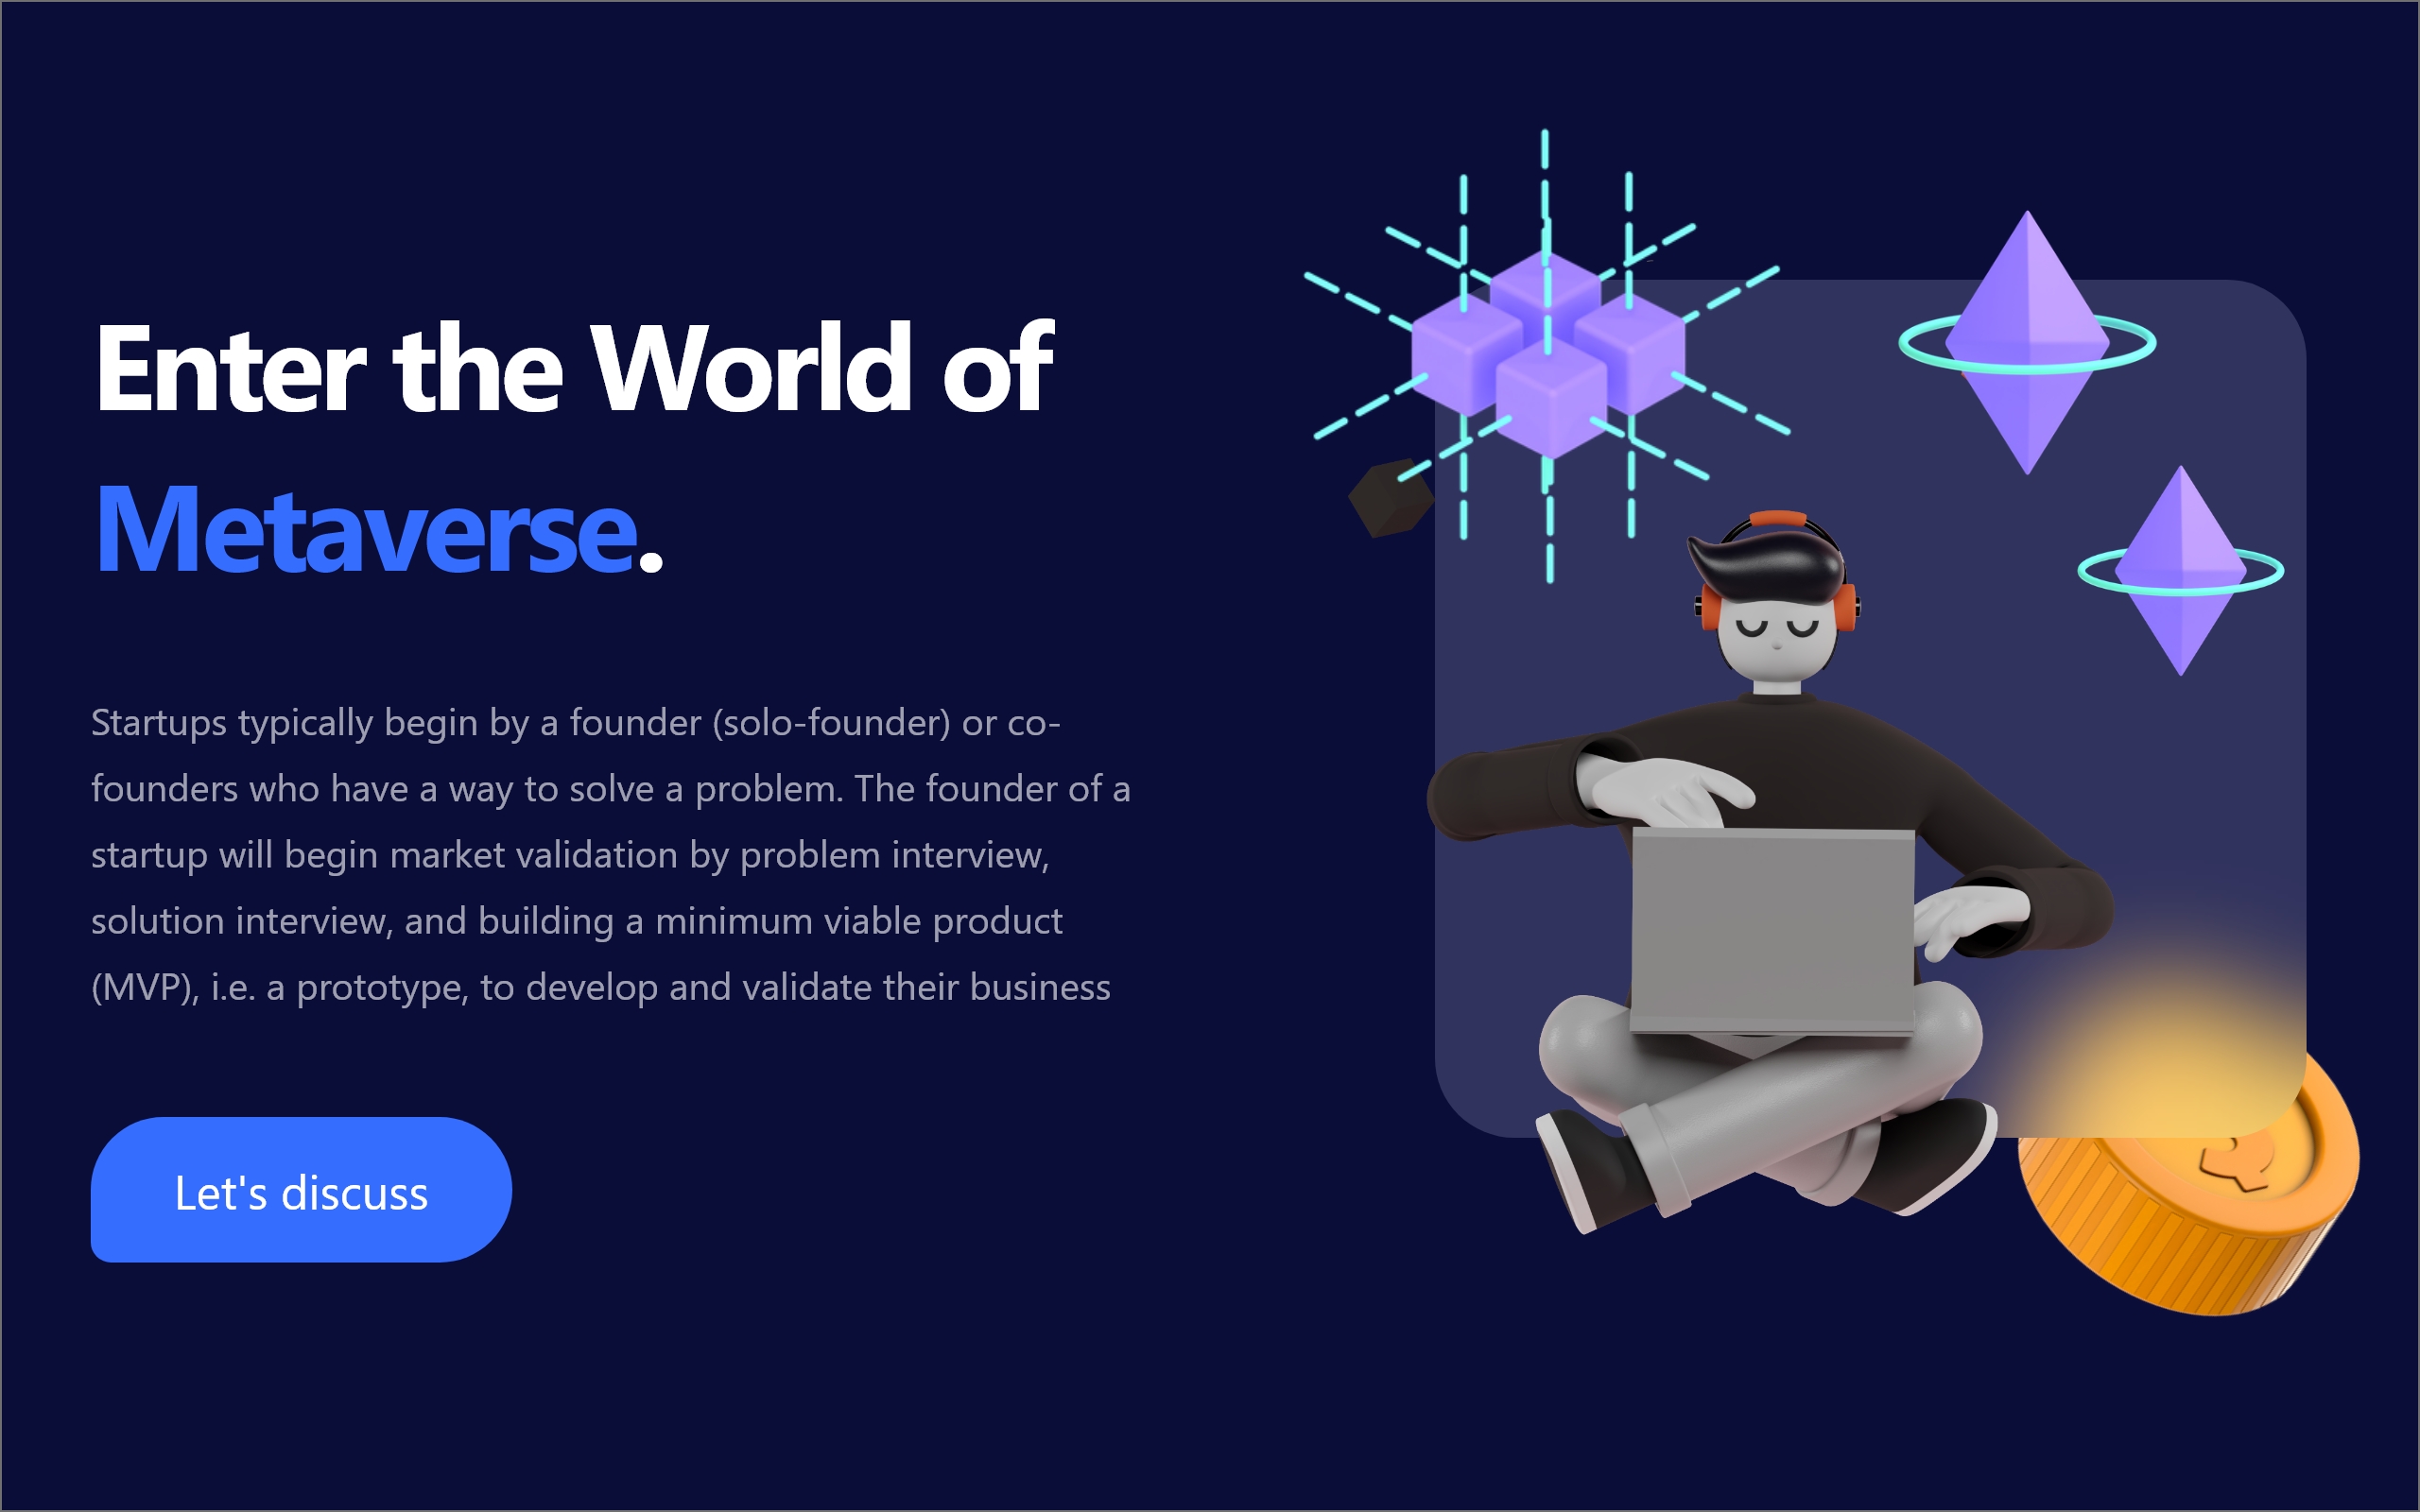 Enter the World of
Metaverse.
Startups typically begin by a founder (solo-founder) or co-
founders who have a way to solve a problem. The founder of a
startup will begin market validation by problem interview,
solution interview, and building a minimum viable product
(MVP), i.e. a prototype, to develop and validate their business
Let's discuss